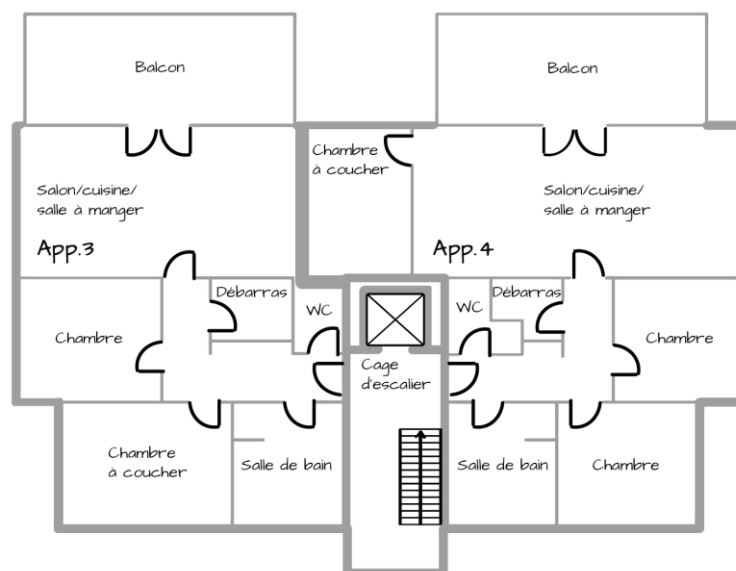 Balcon
Balcon
Chambre
à coucher
Salon/cuisine/
salle à manger
Salon/cuisine/
salle à manger
App.3
App.4
Débarras
WC
WC
Débarras
Chambre
Chambre
Cage
d'escalier
Chambre
à coucher
Salle de bain
Salle de bain
Chambre